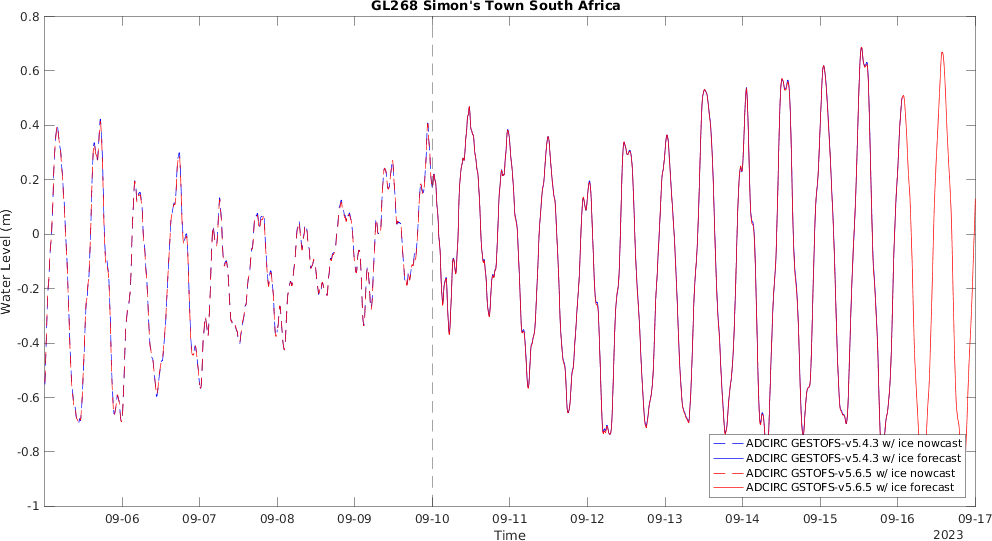 GL268 Simon's Town South Africa
0.8
0.6
0.4
0.2
0
-0.2
-0.4
-0.6
-0.8
-1
Water Level (m)
09-06 09-07 09-08 09-09 09-10 09-11 09-12 09-13 09-14 09-15 09-16 09-17
Time
2023
ADCIRC GESTOFS-v5.4.3 w/ ice nowcast
ADCIRC GESTOFS-v5.4.3 w/ ice forecast
ADCIRC GSTOFS-v5.6.5 w/ ice nowcast
ADCIRC GSTOFS-v5.6.5 w/ ice forecast